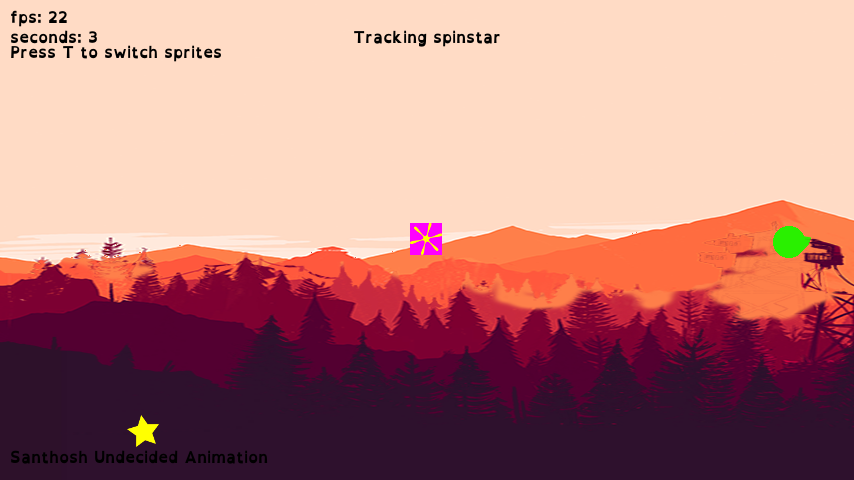 fps: 22
seconds: 3
Tracking spinstar
Press T to switch sprites
Santhosh Undecided Animation